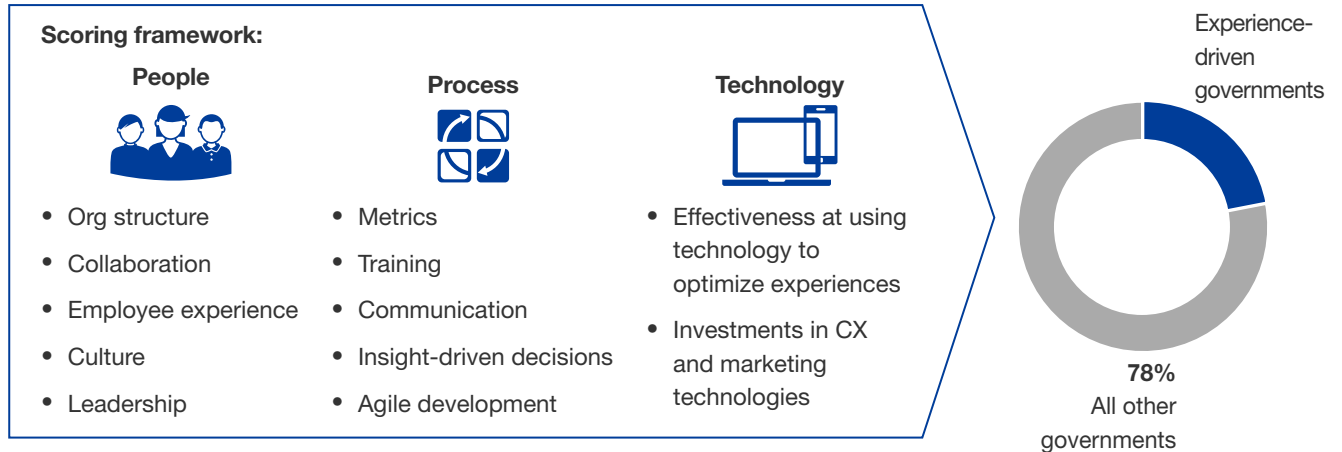 Scoring framework:
People
Org structure
Collaboration
Employee experience
Culture
Leadership
Process
Metrics
Training
Communication
Insight-driven decisions
Agile development
Technology
Effectiveness at using
technology to
optimize experiences
Investments in CX
and marketing
technologies
Experience-
driven
governments
78%
All other
governments